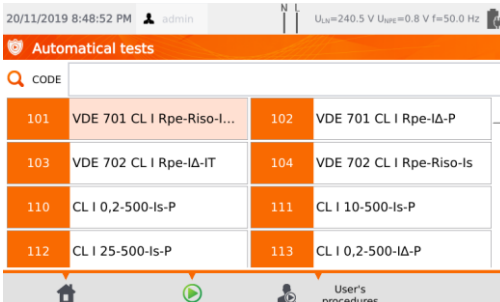 20/11/2019 8:48:52 PM admin N L U_LN=240.5 V U_NPE=0.8 V f=50.0 Hz
Automatical tests
CODE
101 VDE 701 CL I Rpe-Riso-I... 102 VDE 701 CL I Rpe-IΔ-P
103 VDE 702 CL I Rpe-IΔ-IT 104 VDE 702 CL I Rpe-Riso-Is
110 CL I 0,2-500-Is-P 111 CL I 10-500-Is-P
112 CL I 25-500-Is-P 113 CL I 0,2-500-IΔ-P
User's
procedures